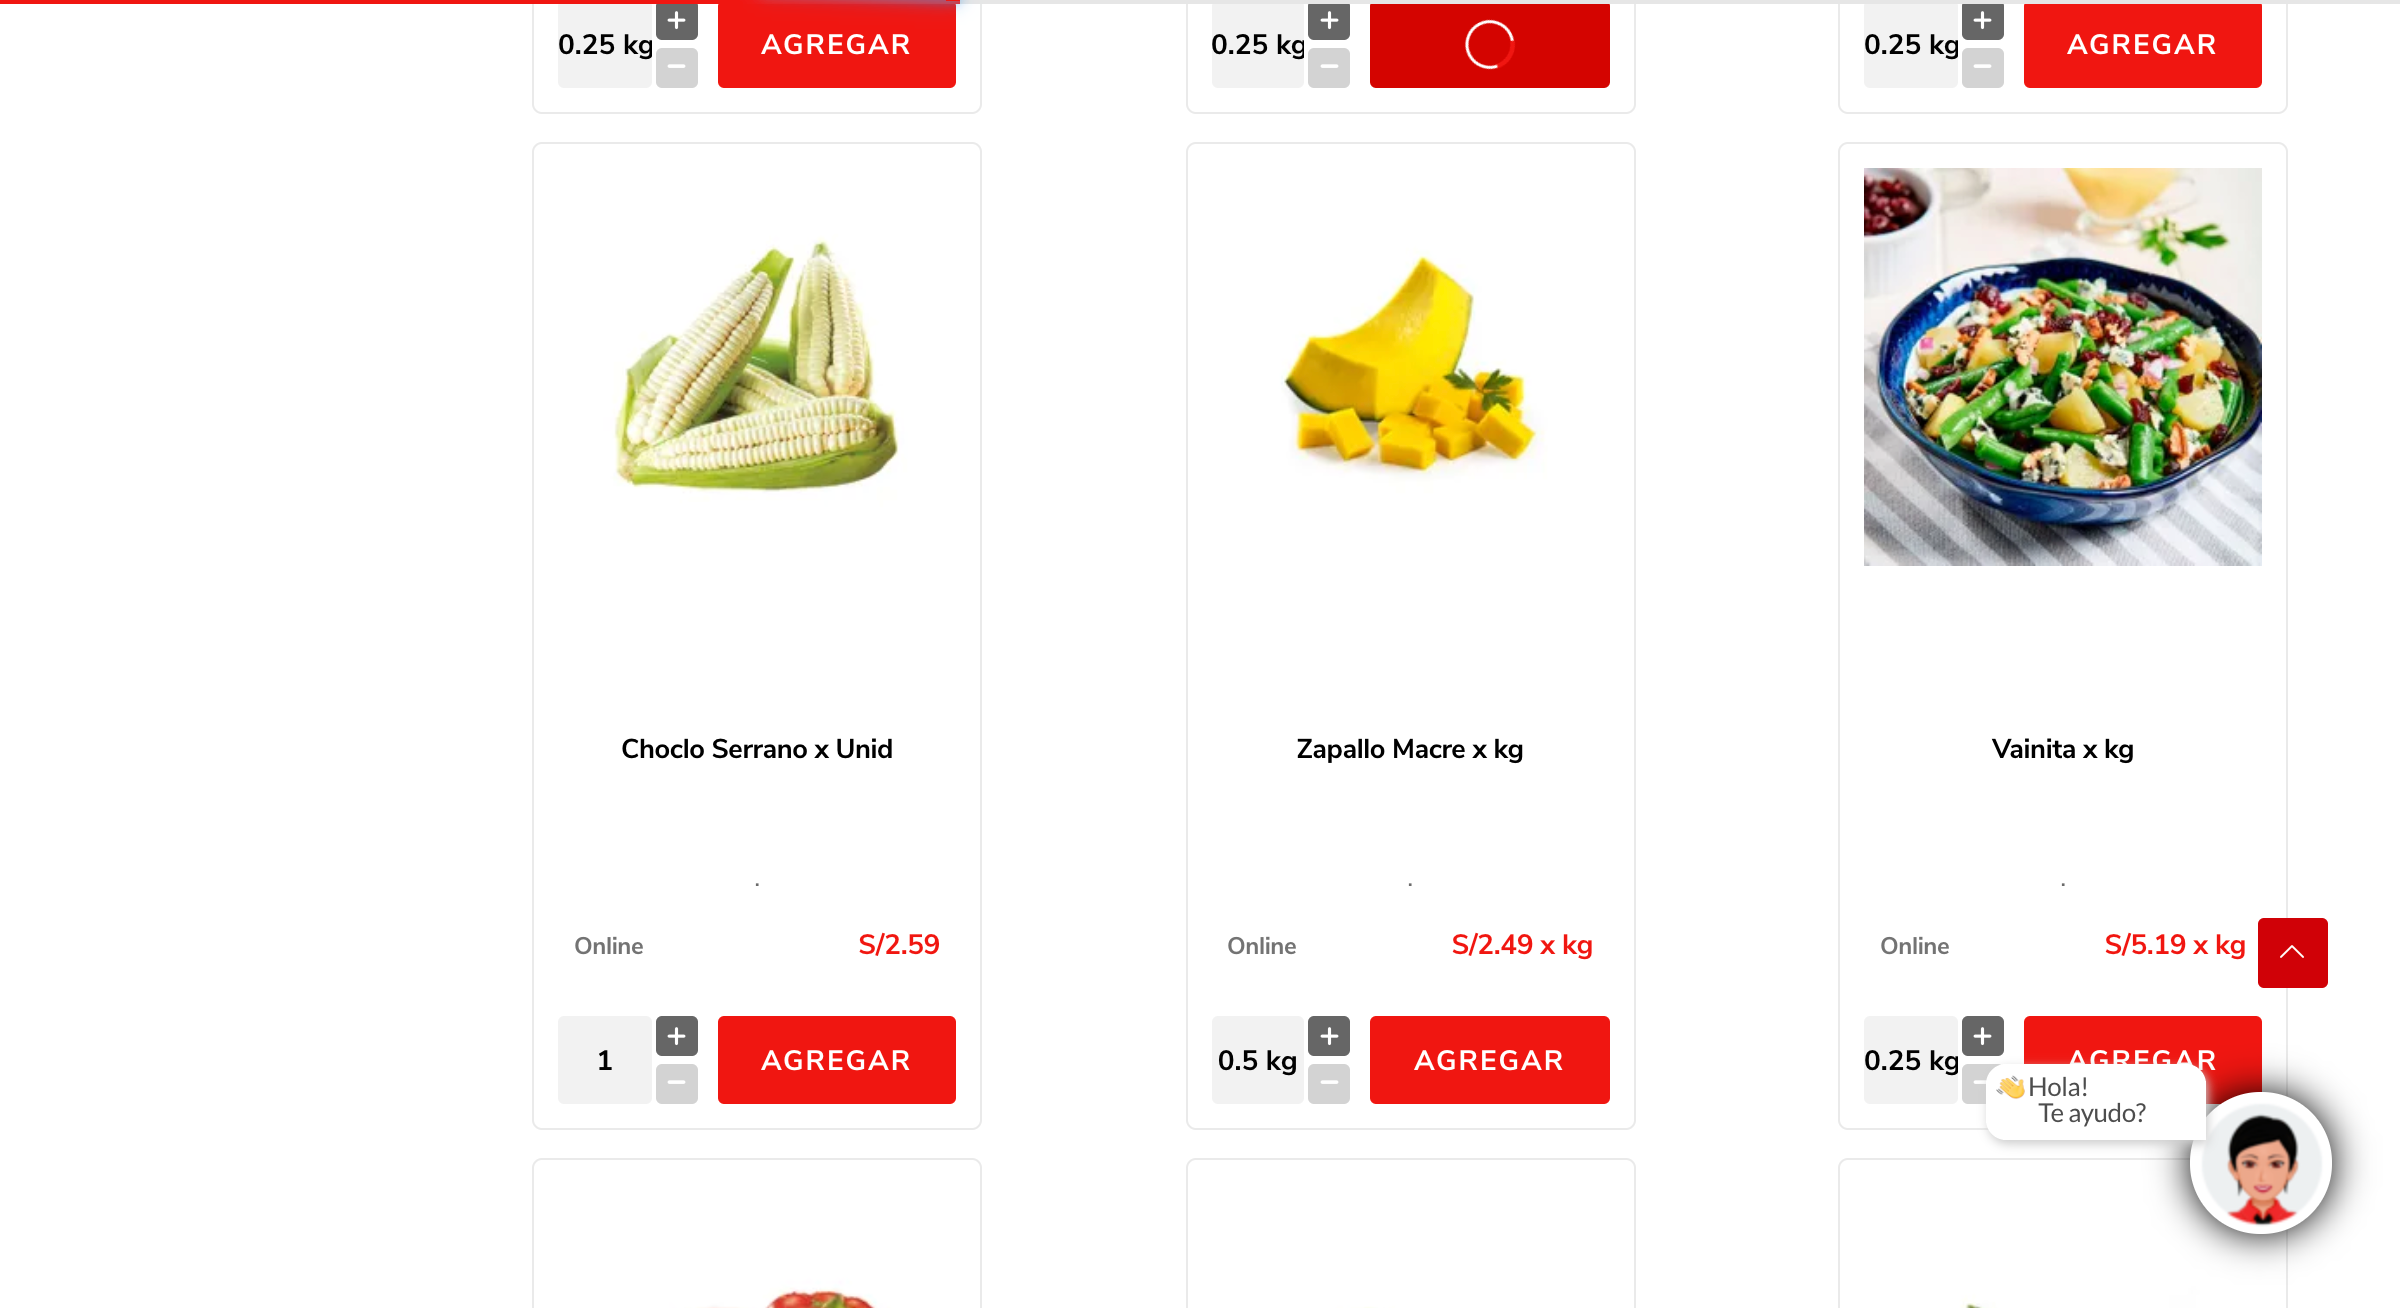 0.25 kg
AGREGAR
0.25 kg
0.25 kg
AGREGAR
Choclo Serrano x Unid
.
Online S/2.59
1
AGREGAR
Zapallo Macre x kg
.
Online S/2.49 x kg
0.5 kg
AGREGAR
Vainita x kg
.
Online S/5.19 x kg
0.25 kg
AGREGAR
👋Hola!
Te ayudo?